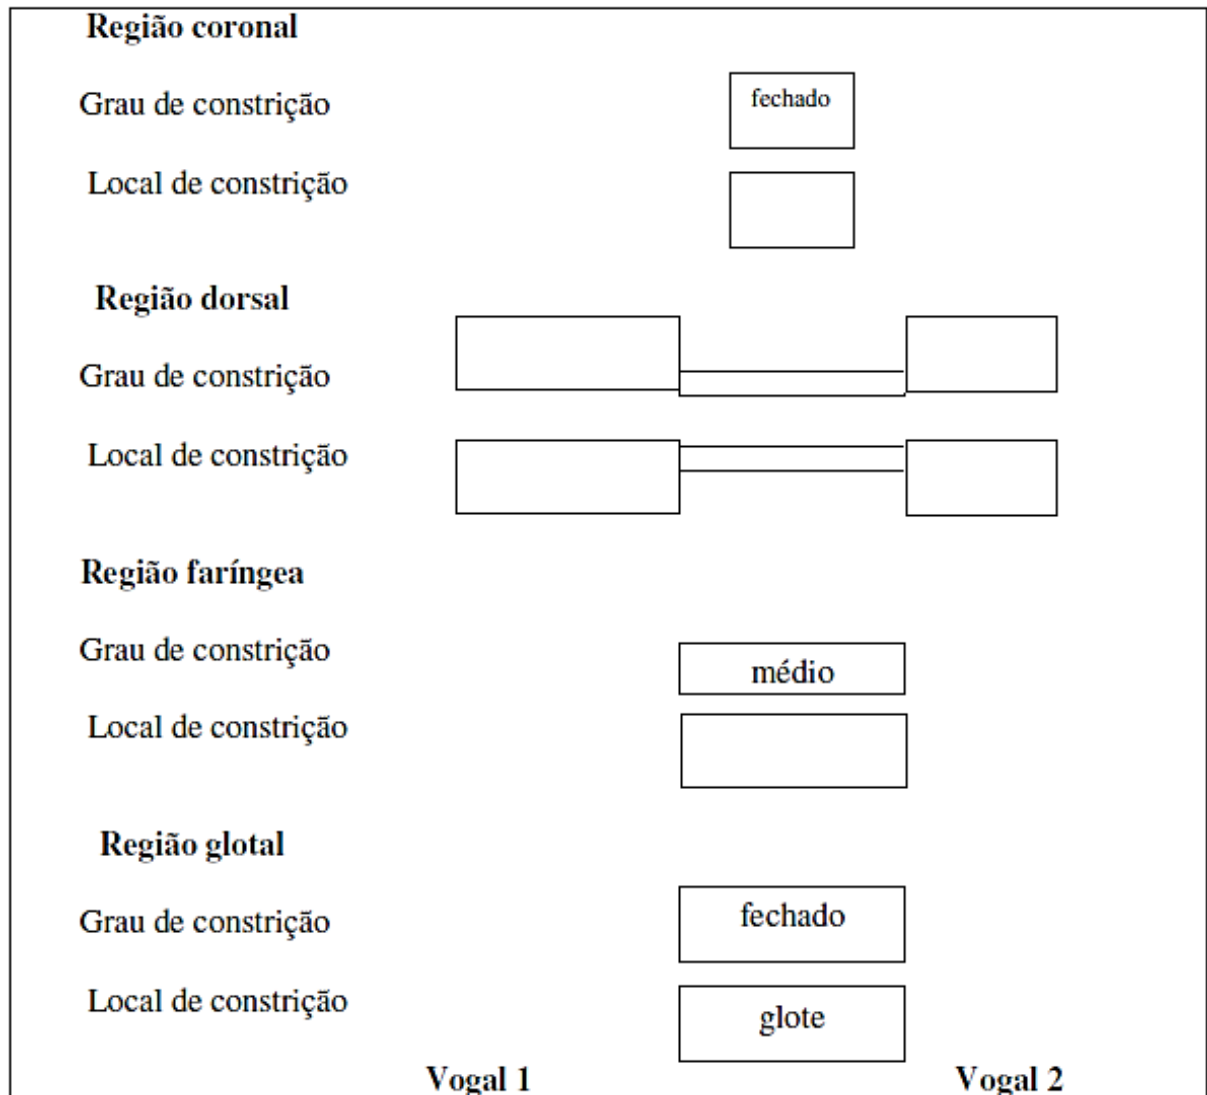 Região coronal
Grau de constrição
fechado
Local de constrição
Região dorsal
Grau de constrição
Local de constrição
Região faríngea
Grau de constrição
médio
Local de constrição
Região glotal
Grau de constrição
fechado
Local de constrição
glote
Vogal 1
Vogal 2